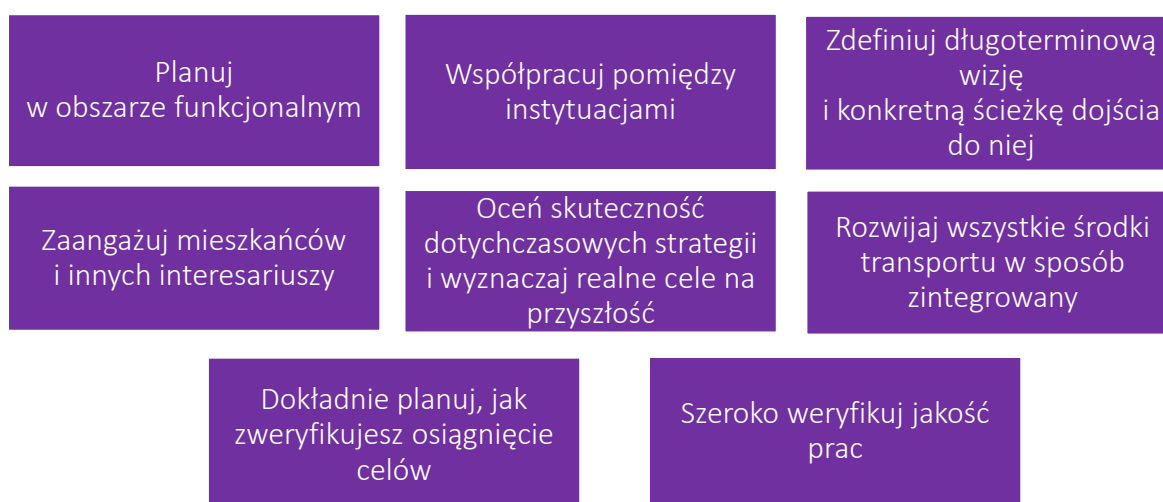 Planuj
w obszarze funkcjonalnym
Współpracuj pomiędzy
instytuacjami
Zdefiniuj długoterminową
wizję
i konkretną ścieżkę dojścia
do niej
Zaangażuj mieszkańców
i innych interesariuszy
Oceń skuteczność
dotychczasowych strategii
i wyznaczaj realne cele na
przyszłość
Rozwijaj wszystkie środki
transportu w sposób
zintegrowany
Dokładnie planuj, jak
zweryfikujesz osiągnięcie
celów
Szeroko weryfikuj jakość
prac